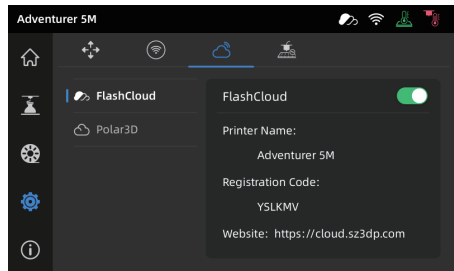 Adventurer 5M
FlashCloud
Polar3D
FlashCloud
Printer Name:
Adventurer 5M
Registration Code:
YSLKMV
Website: https://cloud.sz3dp.com